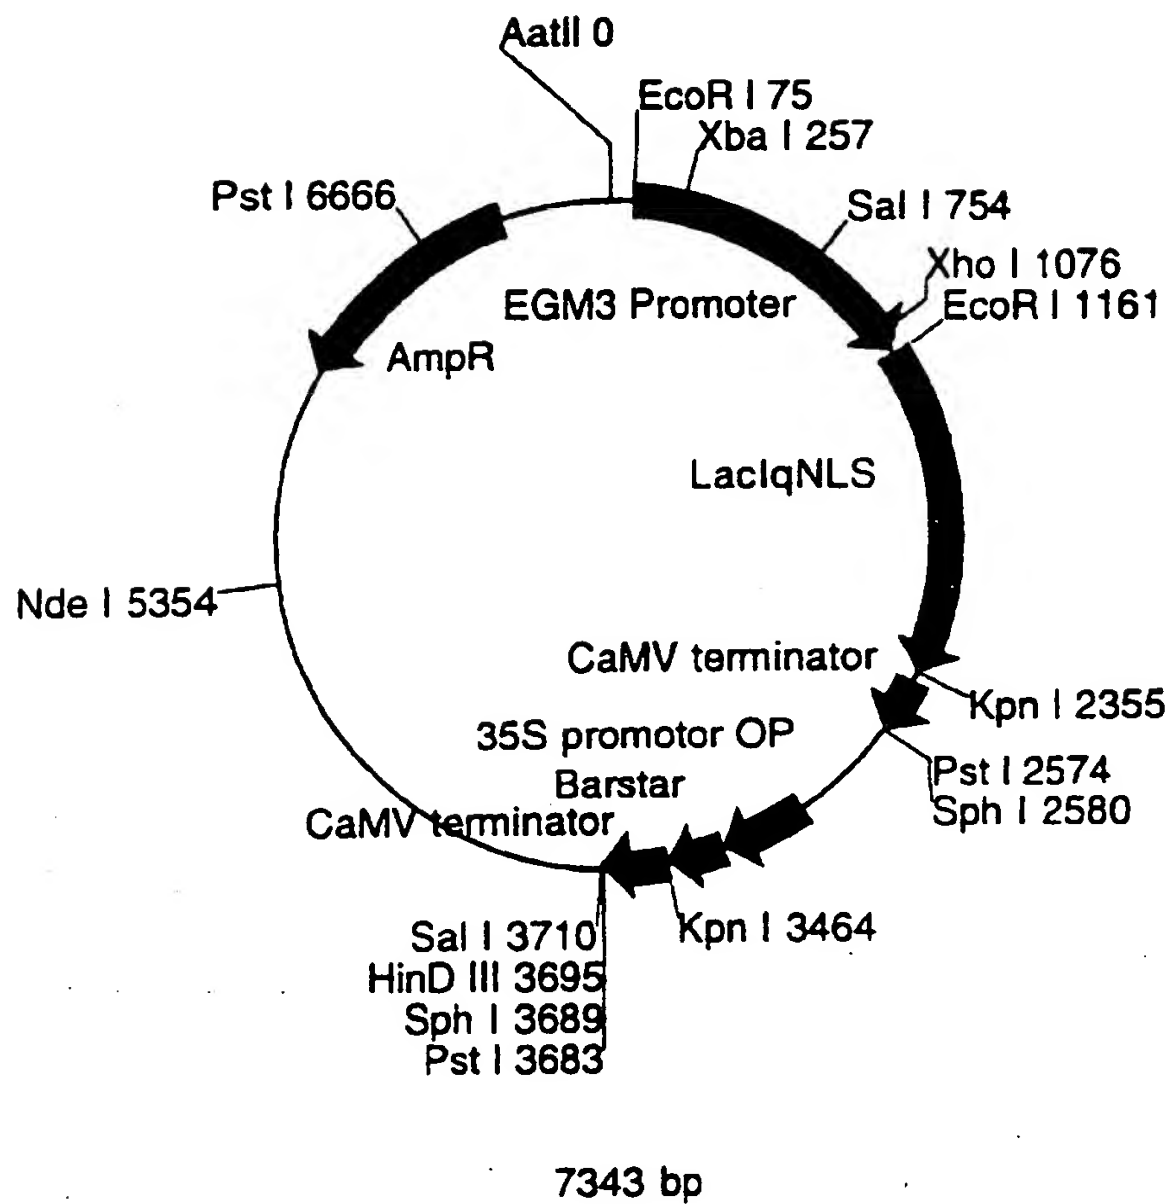 AatII 0
EcoR I 75
Xba I 257
Pst I 6666
Sal I 754
Xho I 1076
EcoR I 1161
EGM3 Promoter
AmpR
LacIqNLS
Nde I 5354
CaMV terminator
Kpn I 2355
35S promotor OP
Pst I 2574
Barstar
Sph I 2580
CaMV terminator
Sal I 3710
Kpn I 3464
HinD III 3695
Sph I 3689
Pst I 3683
7343 bp